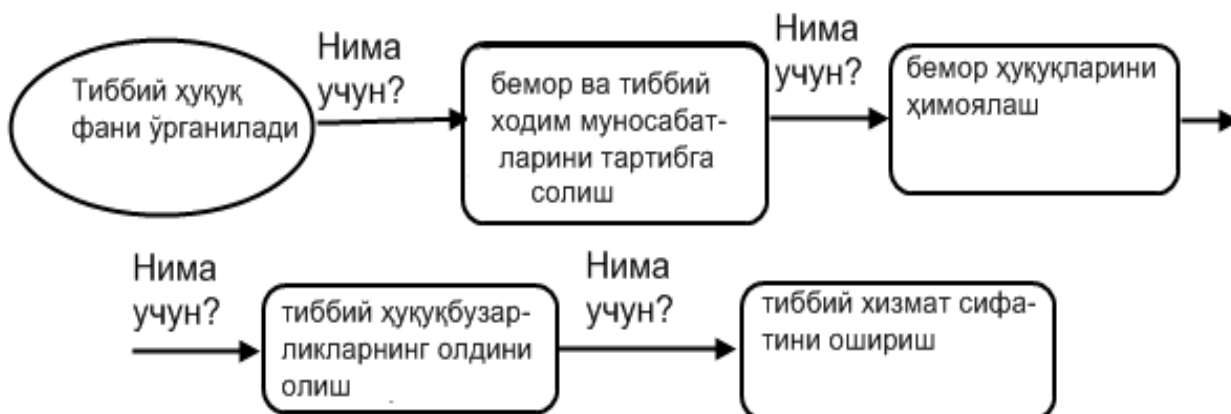 Тиббий ҳуқуқ
фани ўрганилади
Нима
учун?
бемор ва тиббий
ходим муносабат-
ларини тартибга
солиш
Нима
учун?
бемор ҳуқуқларини
ҳимоялаш
Нима
учун?
тиббий ҳуқуқбузар-
ликларнинг олдини
олиш
Нима
учун?
тиббий хизмат сифа-
тини ошириш